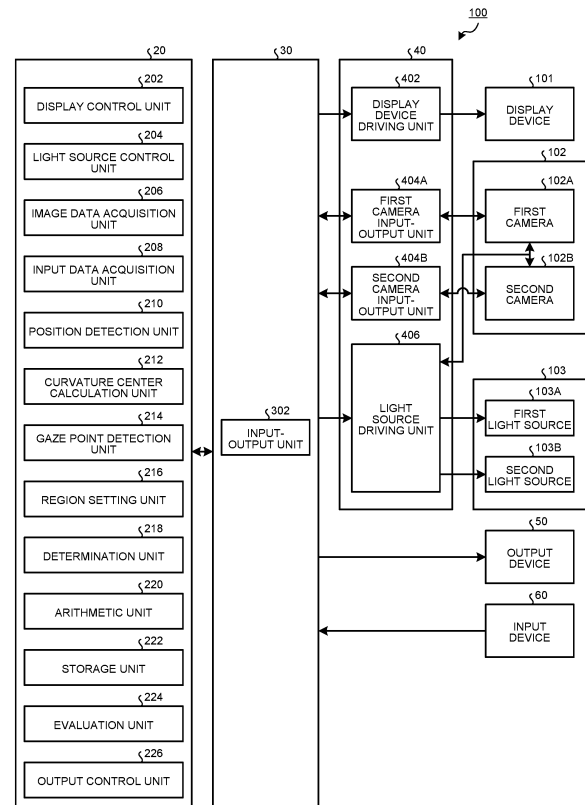 100
20
202
DISPLAY CONTROL UNIT
204
LIGHT SOURCE CONTROL
UNIT
206
IMAGE DATA ACQUISITION
UNIT
208
INPUT DATA ACQUISITION
UNIT
210
POSITION DETECTION UNIT
212
CURVATURE CENTER
CALCULATION UNIT
214
GAZE POINT DETECTION
UNIT
216
REGION SETTING UNIT
218
DETERMINATION UNIT
220
ARITHMETIC UNIT
222
STORAGE UNIT
224
EVALUATION UNIT
226
OUTPUT CONTROL UNIT
30
302
INPUT-
OUTPUT UNIT
40
402
DISPLAY
DEVICE
DRIVING UNIT
404A
FIRST
CAMERA
INPUT-
OUTPUT UNIT
404B
SECOND
CAMERA
INPUT-
OUTPUT UNIT
406
LIGHT
SOURCE
DRIVING UNIT
101
DISPLAY
DEVICE
102
102A
FIRST
CAMERA
102B
SECOND
CAMERA
103
103A
FIRST
LIGHT SOURCE
103B
SECOND
LIGHT SOURCE
50
OUTPUT
DEVICE
60
INPUT
DEVICE